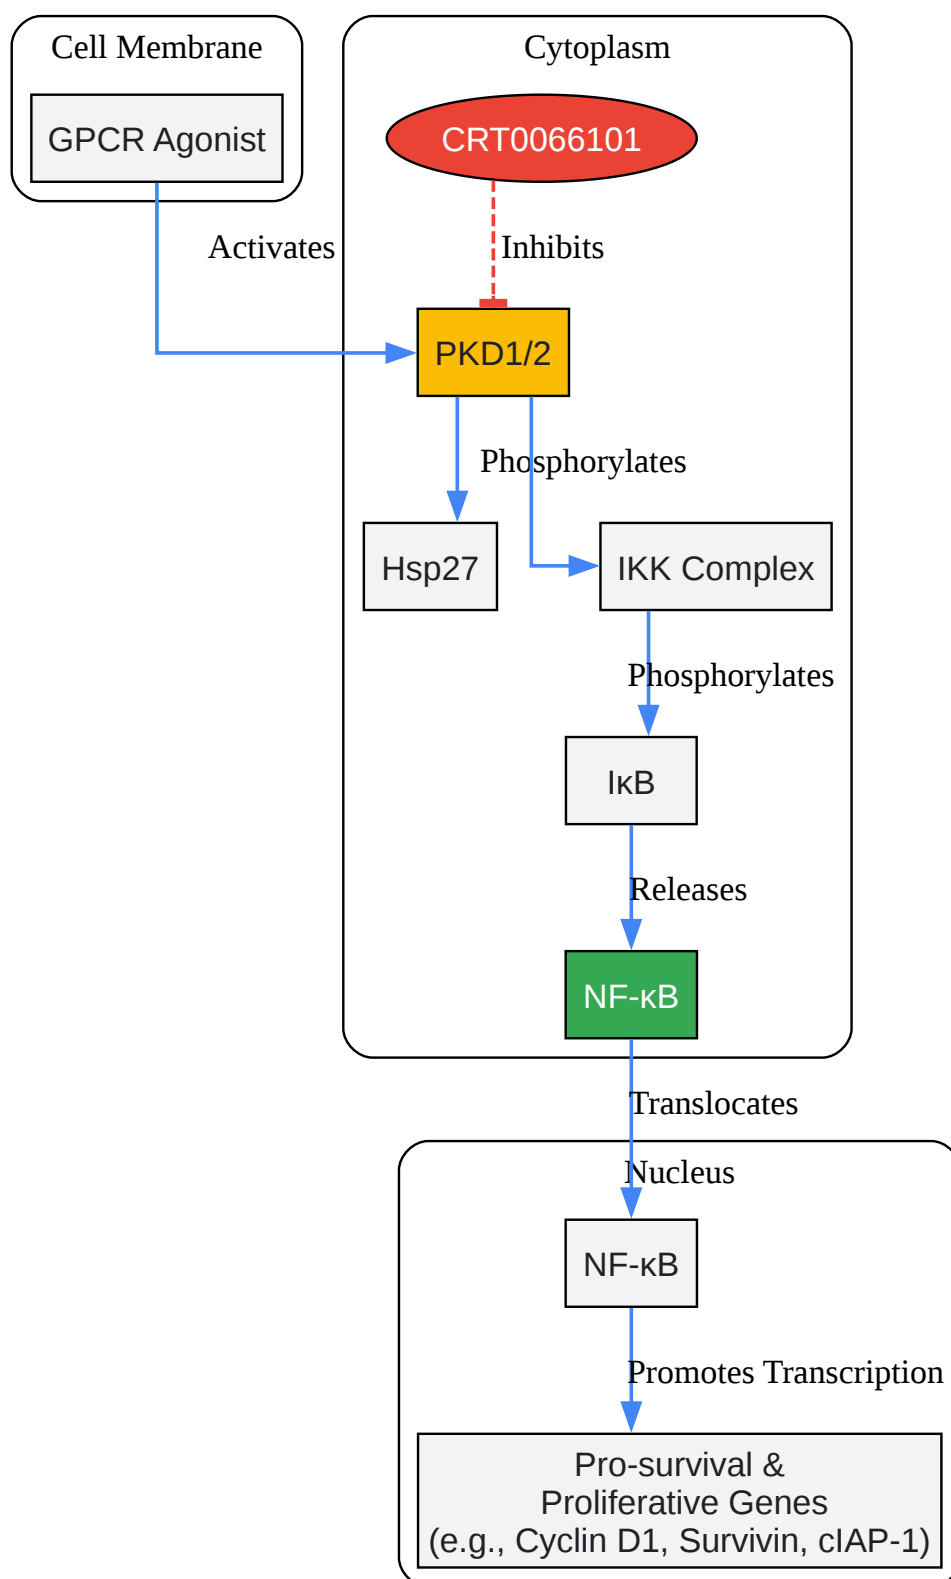 Cell Membrane
Cytoplasm
GPCR Agonist
CRT0066101
Activates
Inhibits
PKD1/2
Phosphorylates
Hsp27
IKK Complex
Phosphorylates
IκB
Releases
NF-κB
Translocates
Nucleus
NF-κB
Promotes Transcription
Pro-survival &
Proliferative Genes
(e.g., Cyclin D1, Survivin, cIAP-1)